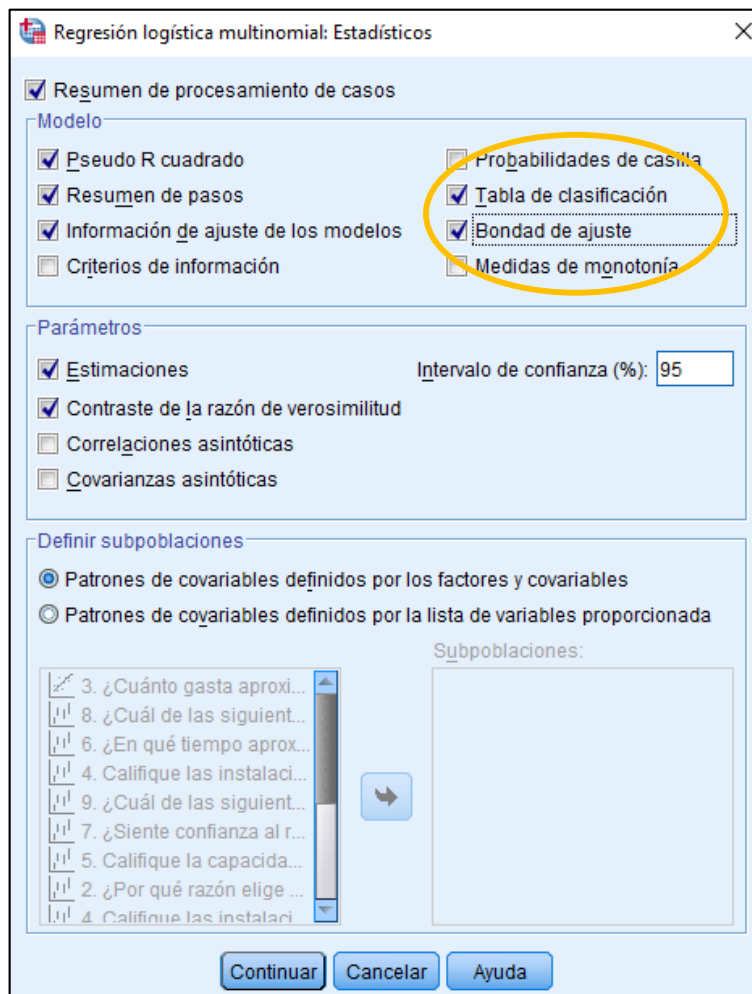 Regresión logística multinomial: Estadísticos
Resumen de procesamiento de casos
Modelo
Pseudo R cuadrado
Probabilidades de casilla
Resumen de pasos
Tabla de clasificación
Información de ajuste de los modelos
Bondad de ajuste
Criterios de información
Medidas de monotonía
Parámetros
Estimaciones
Intervalo de confianza (%): 95
Contraste de la razón de verosimilitud
Correlaciones asintóticas
Covarianzas asintóticas
Definir subpoblaciones
Patrones de covariables definidos por los factores y covariables
Patrones de covariables definidos por la lista de variables proporcionada
Subpoblaciones:
3. ¿Cuánto gasta aproxi...
8. ¿Cuál de las siguient...
6. ¿En qué tiempo aprox...
4. Califique las instalaci...
9. ¿Cuál de las siguient...
7. ¿Siente confianza al r...
5. Califique la capacida...
2. ¿Por qué razón elige ...
4. Califique las instalaci...
Continuar Cancelar Ayuda